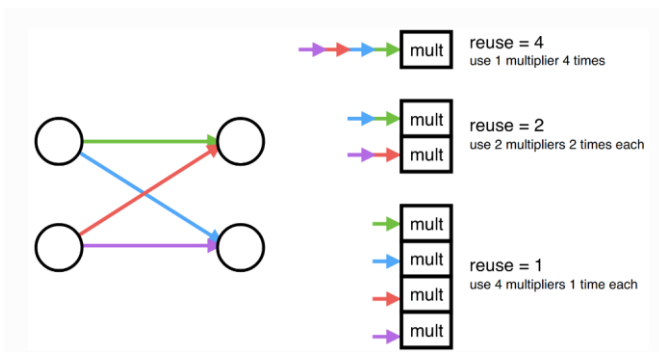 mult
reuse = 4
use 1 multiplier 4 times
mult
mult
reuse = 2
use 2 multipliers 2 times each
mult
mult
mult
mult
reuse = 1
use 4 multipliers 1 time each